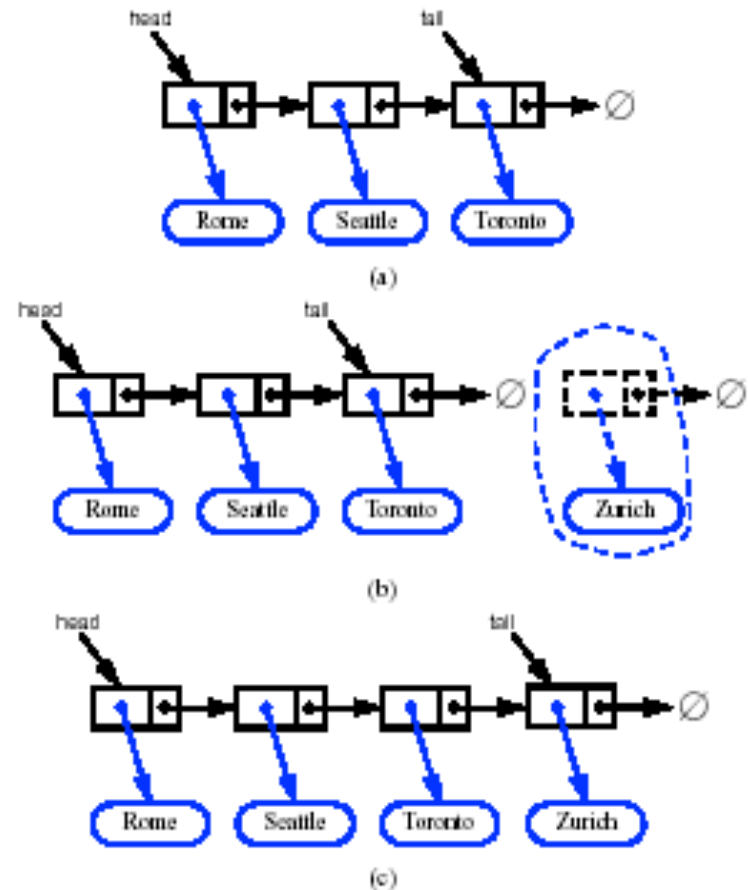 head tail
∅
Rome Seattle Toronto
(a)
head tail
∅ ∅
Rome Seattle Toronto Zurich
(b)
head tail
∅
Rome Seattle Toronto Zurich
(c)